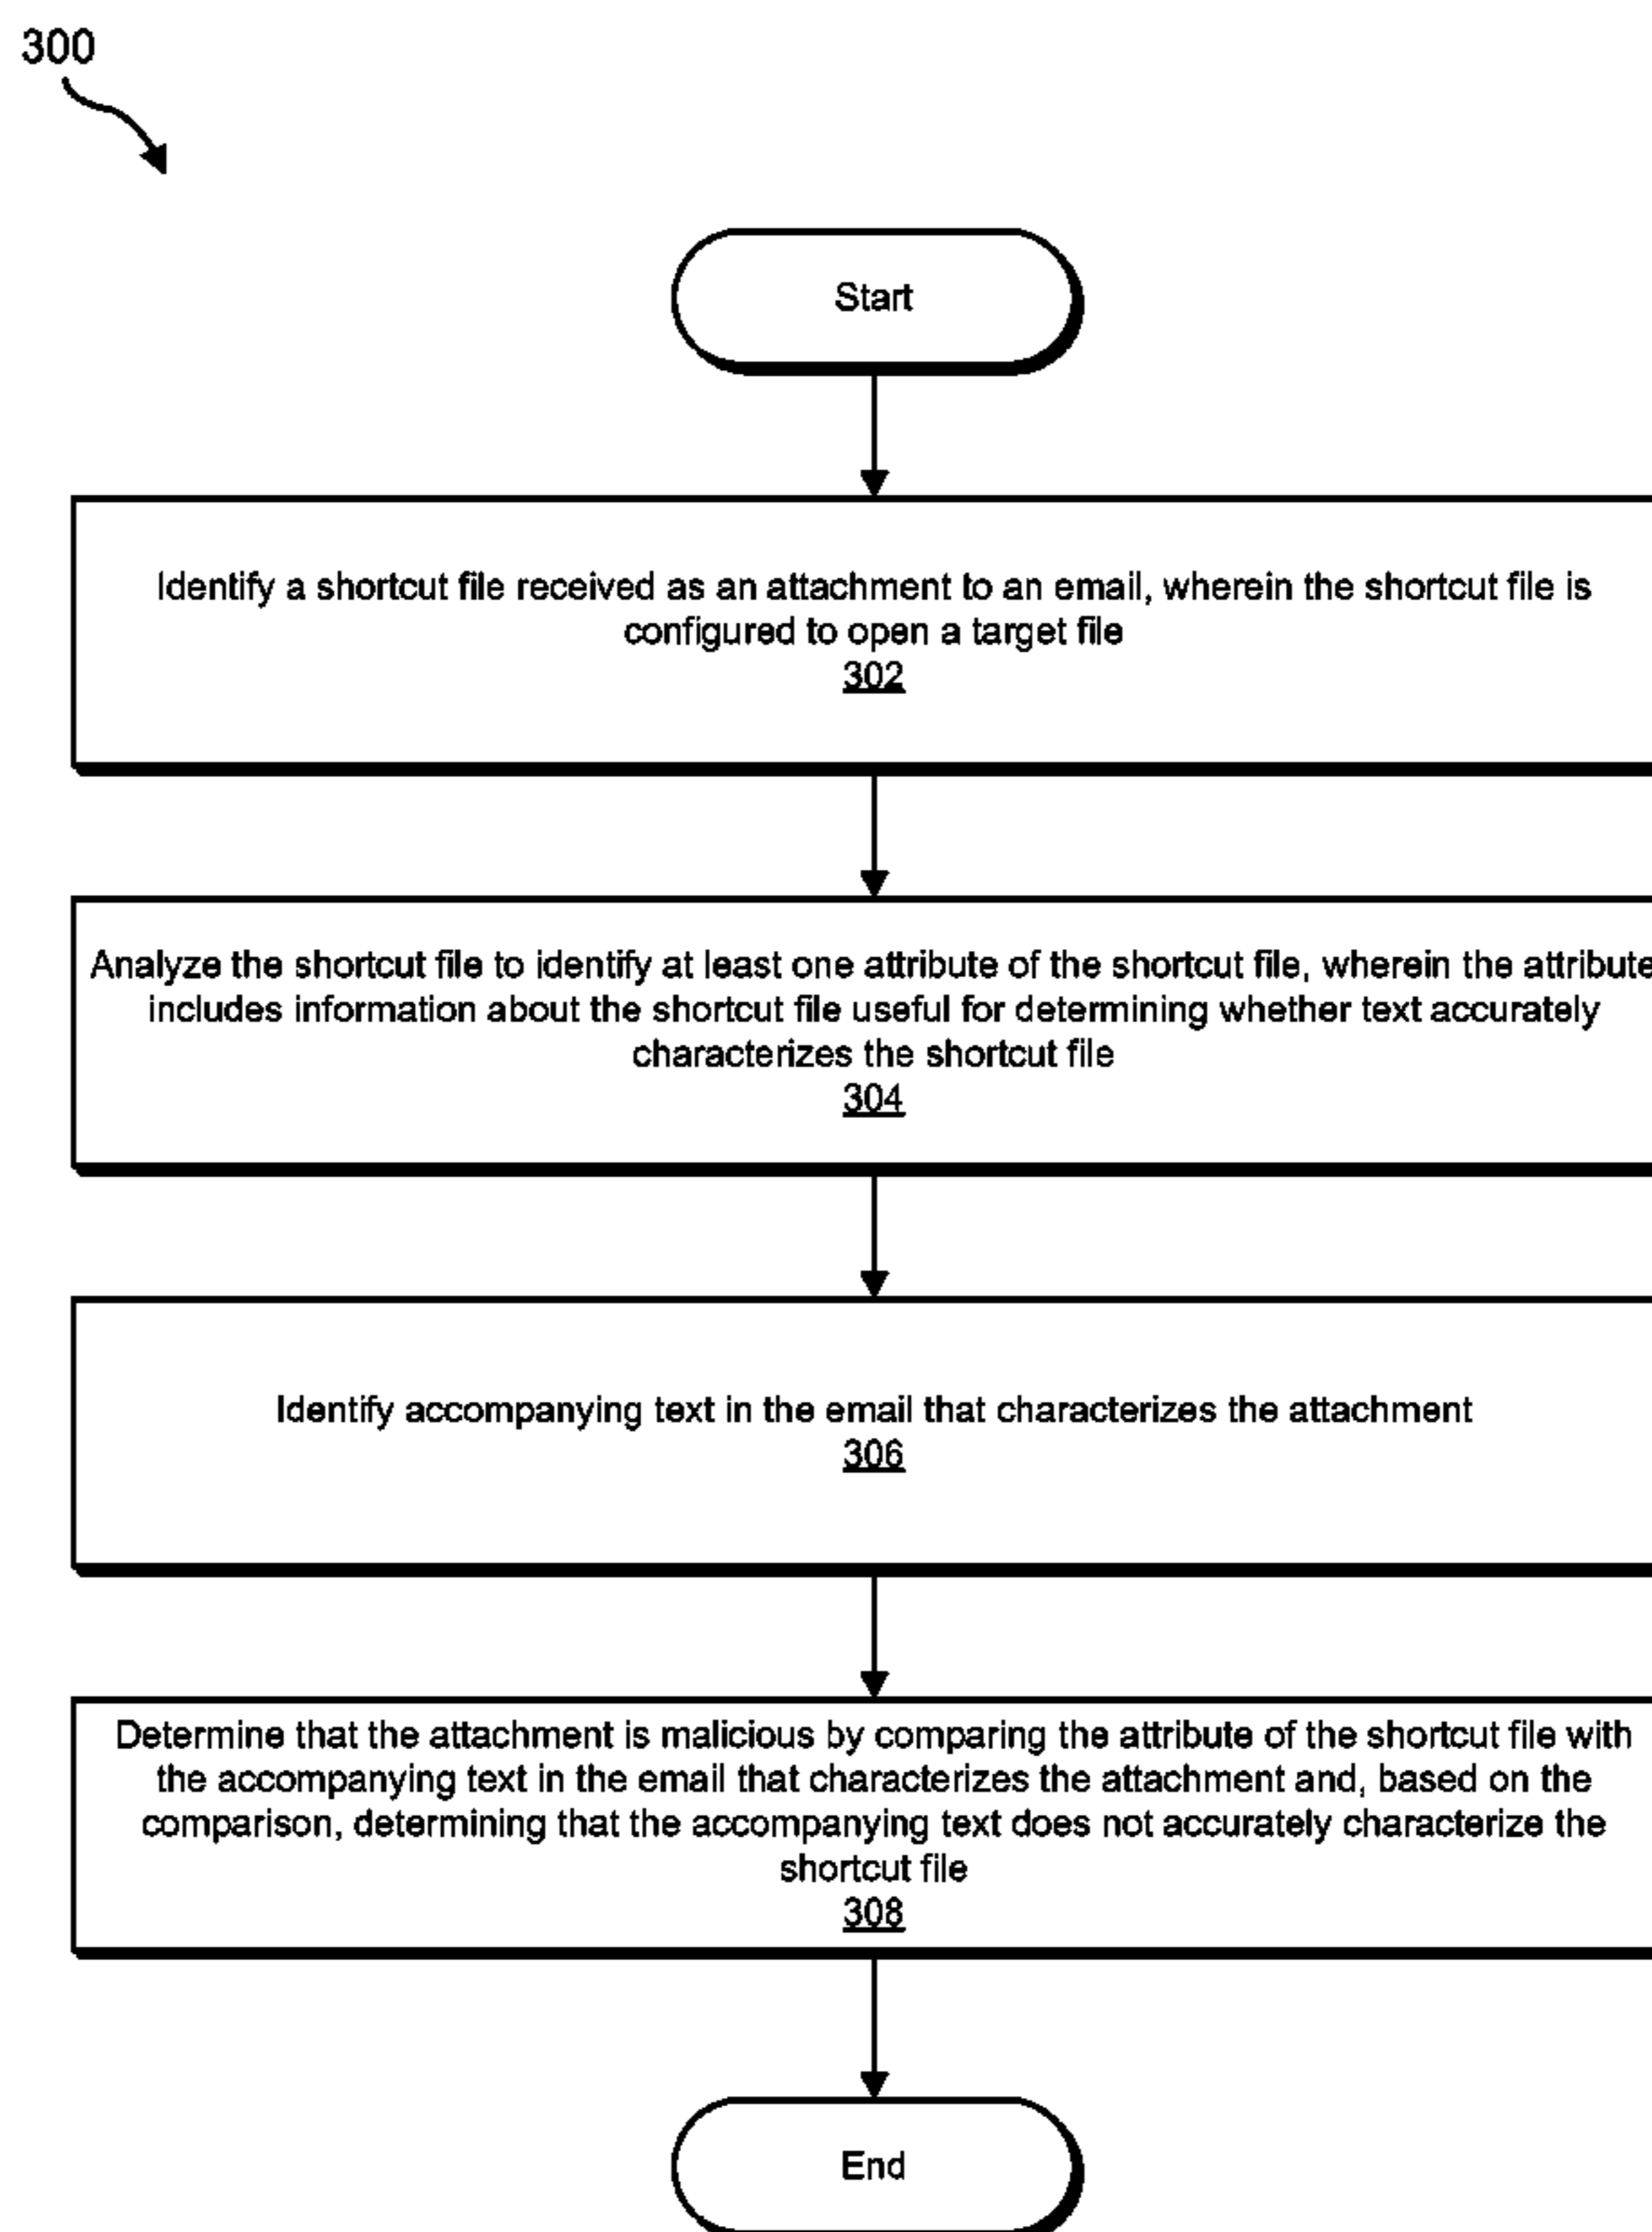 300
Start
Identify a shortcut file received as an attachment to an email, wherein the shortcut file is
configured to open a target file
302
Analyze the shortcut file to identify at least one attribute of the shortcut file, wherein the attribute
includes information about the shortcut file useful for determining whether text accurately
characterizes the shortcut file
304
Identify accompanying text in the email that characterizes the attachment
306
Determine that the attachment is malicious by comparing the attribute of the shortcut file with
the accompanying text in the email that characterizes the attachment and, based on the
comparison, determining that the accompanying text does not accurately characterize the
shortcut file
308
End